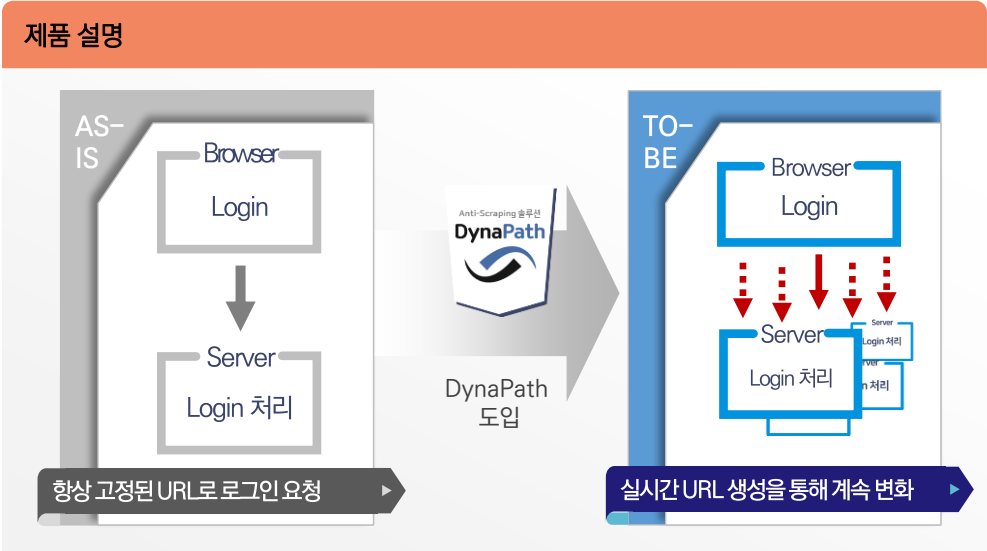 제품 설명
AS-
IS
Browser
Login
Server
Login 처리
항상 고정된 URL로 로그인 요청
Anti-Scraping 솔루션
DynaPath
DynaPath
도입
TO-
BE
Browser
Login
Server
Login 처리
Server
Login 처리
처리
실시간 URL 생성을 통해 계속 변화